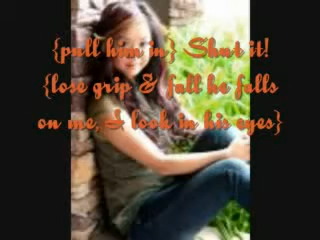 {pull him in} Shut it!
{lose grip & fall he falls
on me, I look in his eyes}